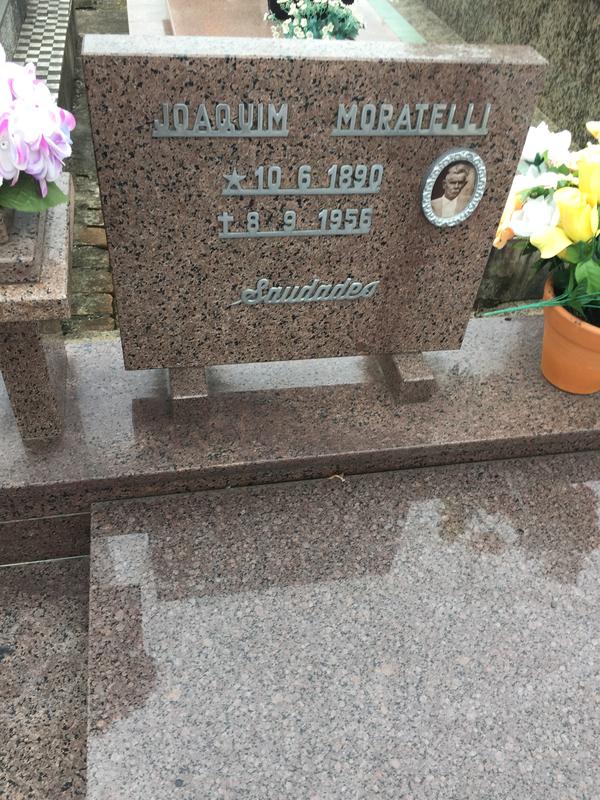 JOAQUIM MORATELLI
★ 10 6 1890
✝ 8 9 1956
Saudades